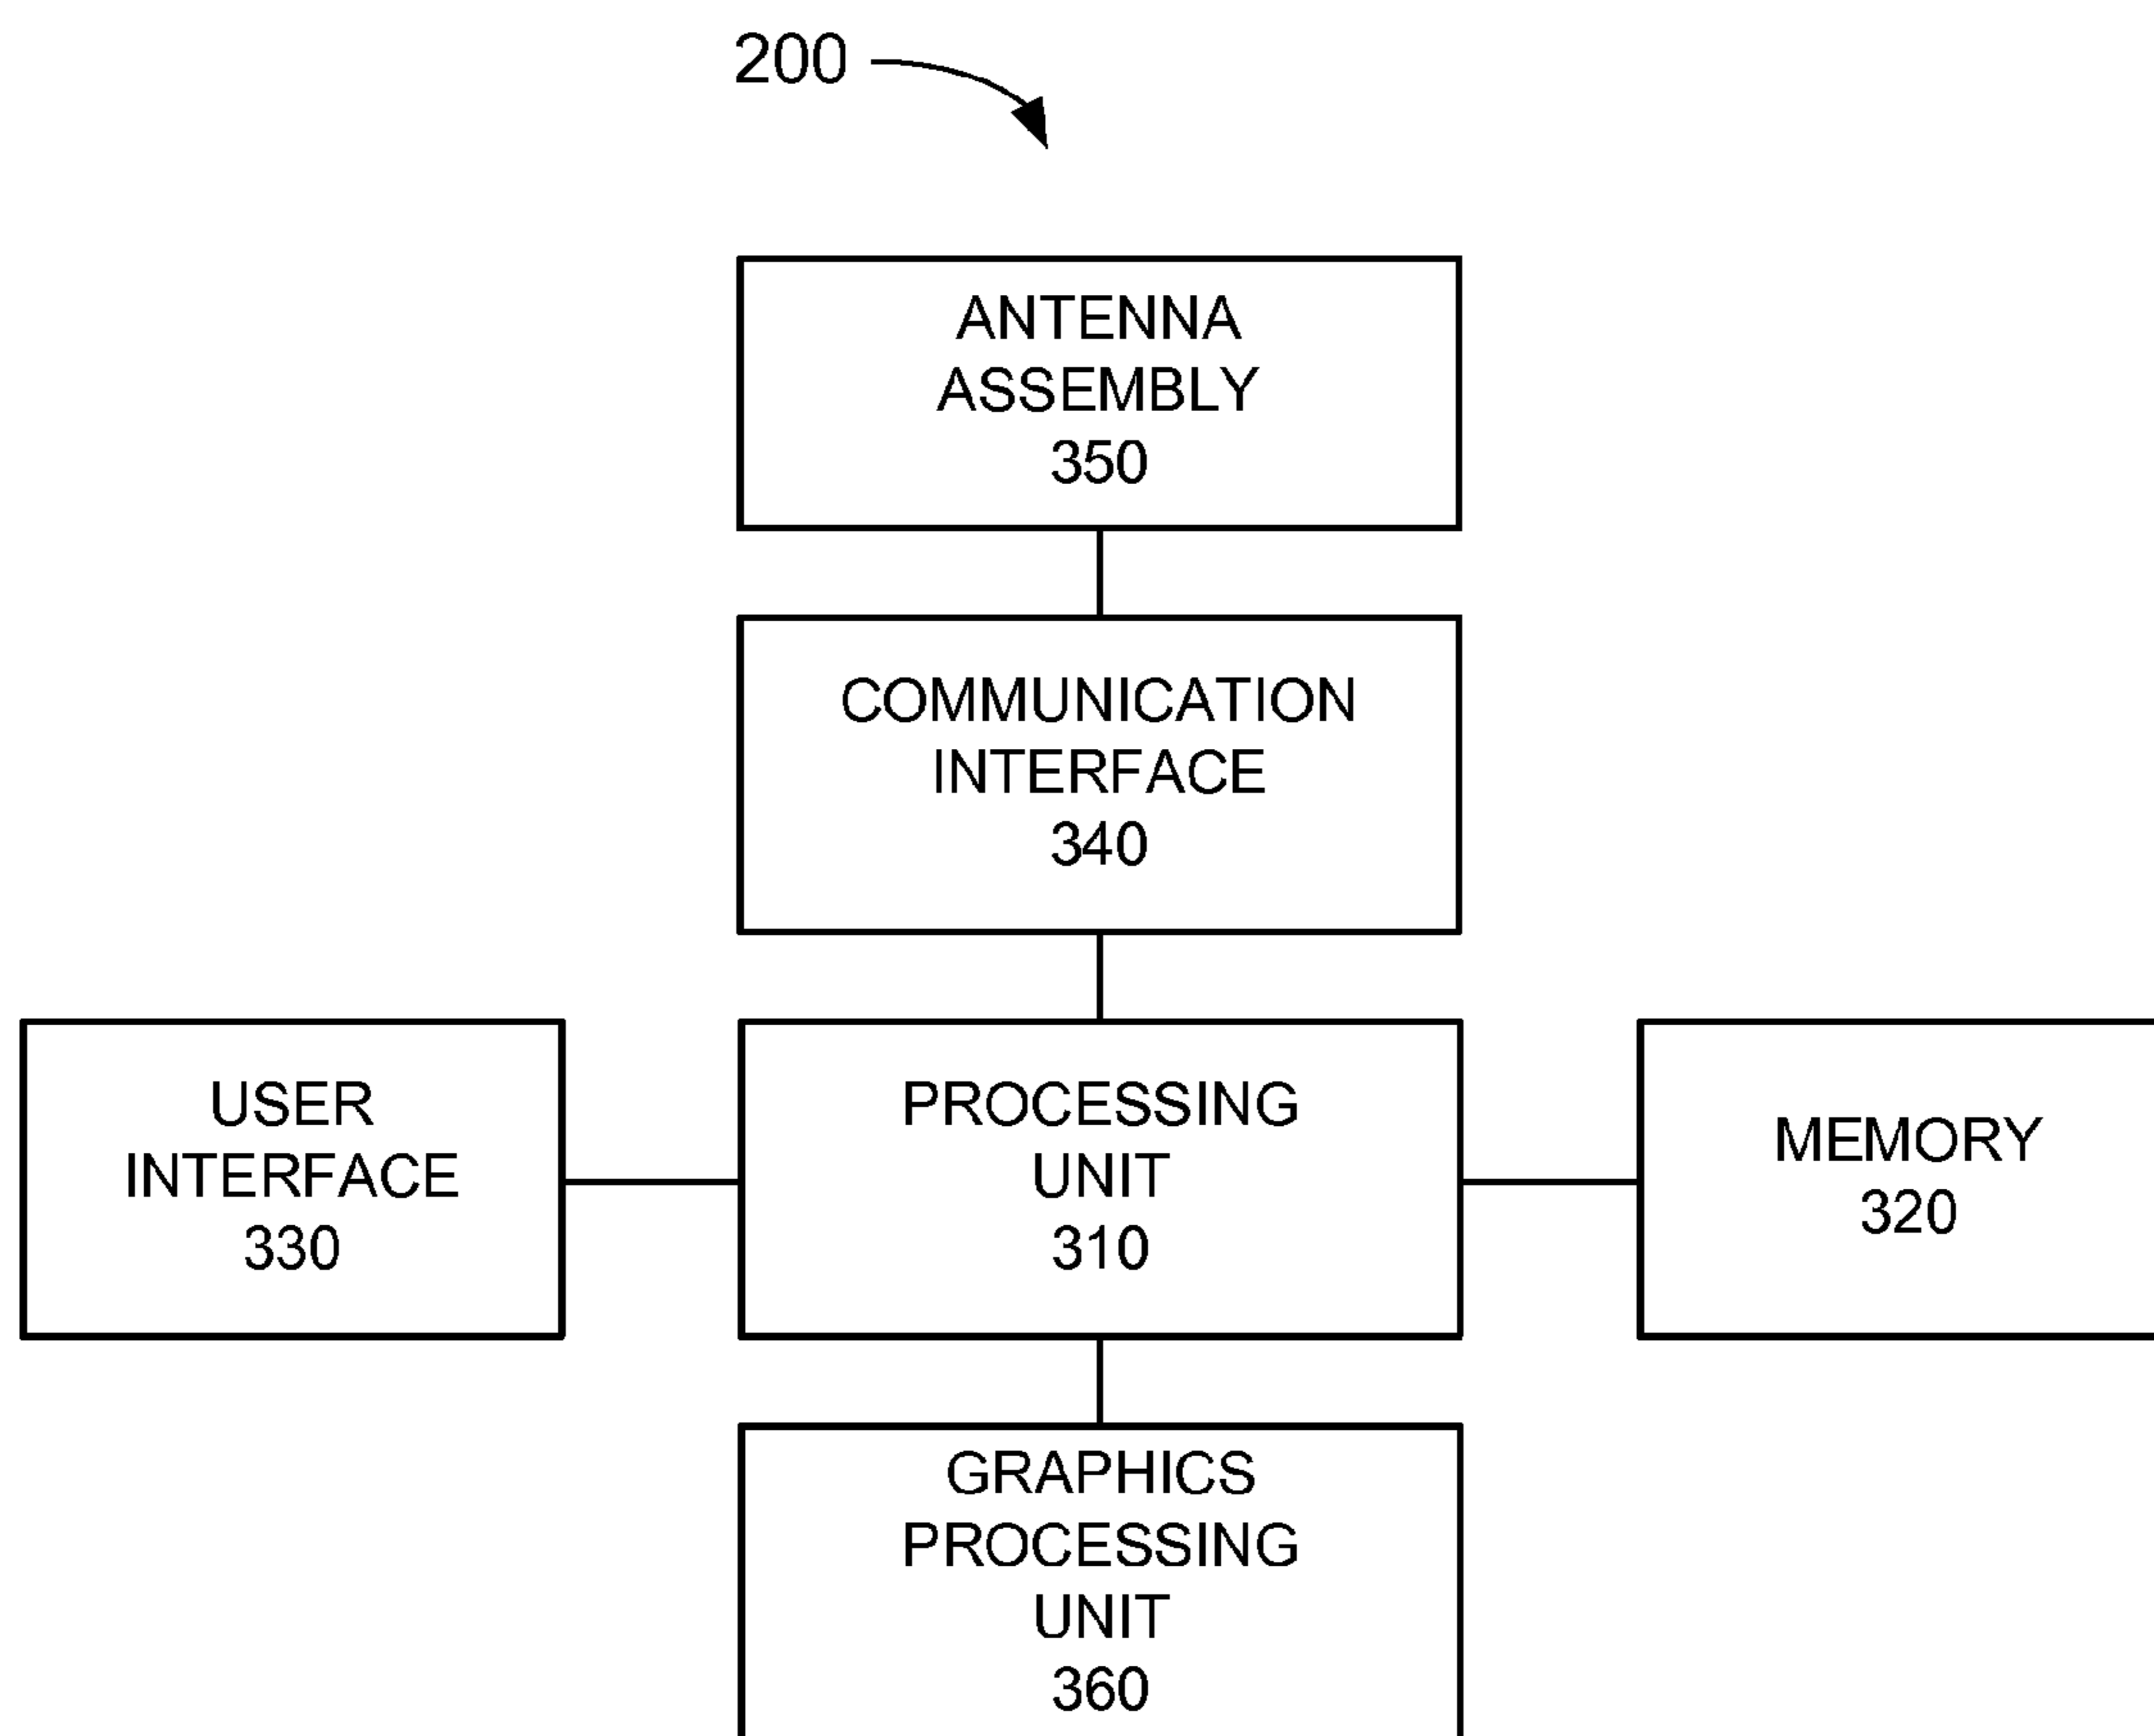 200
ANTENNA
ASSEMBLY
350
COMMUNICATION
INTERFACE
340
USER
INTERFACE
330
PROCESSING
UNIT
310
MEMORY
320
GRAPHICS
PROCESSING
UNIT
360